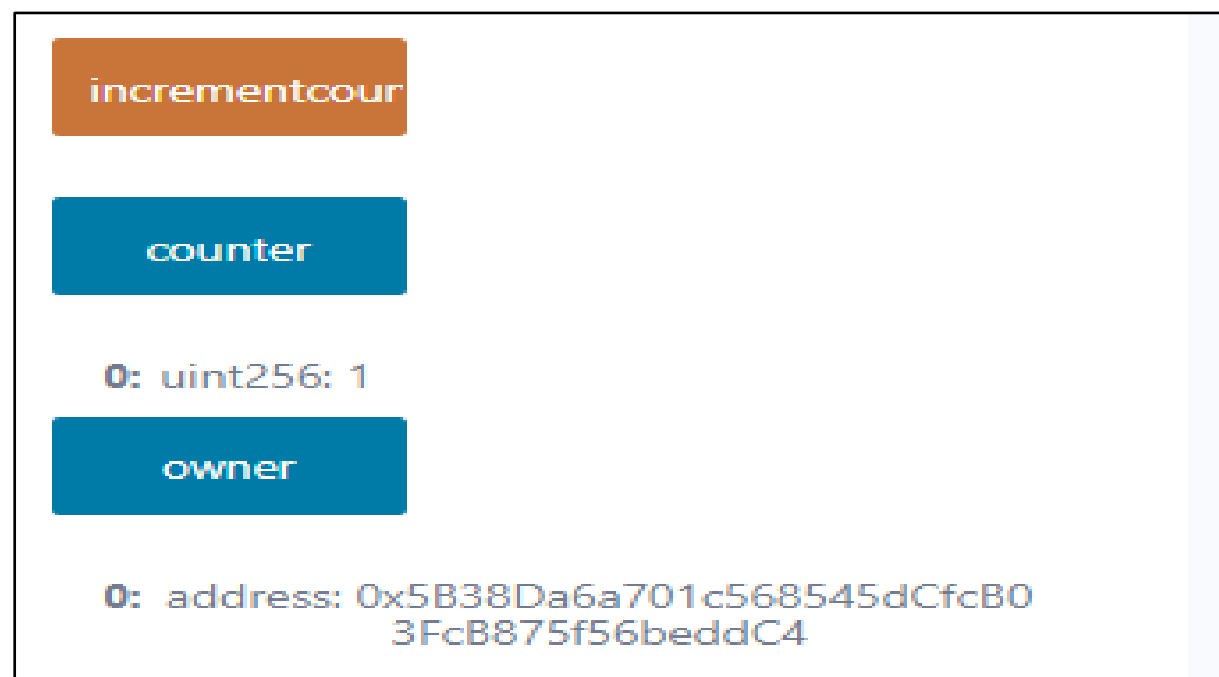 incrementcour
counter
0: uint256: 1
owner
0: address: 0x5B38Da6a701c568545dCfcB0
3FcB875f56beddC4